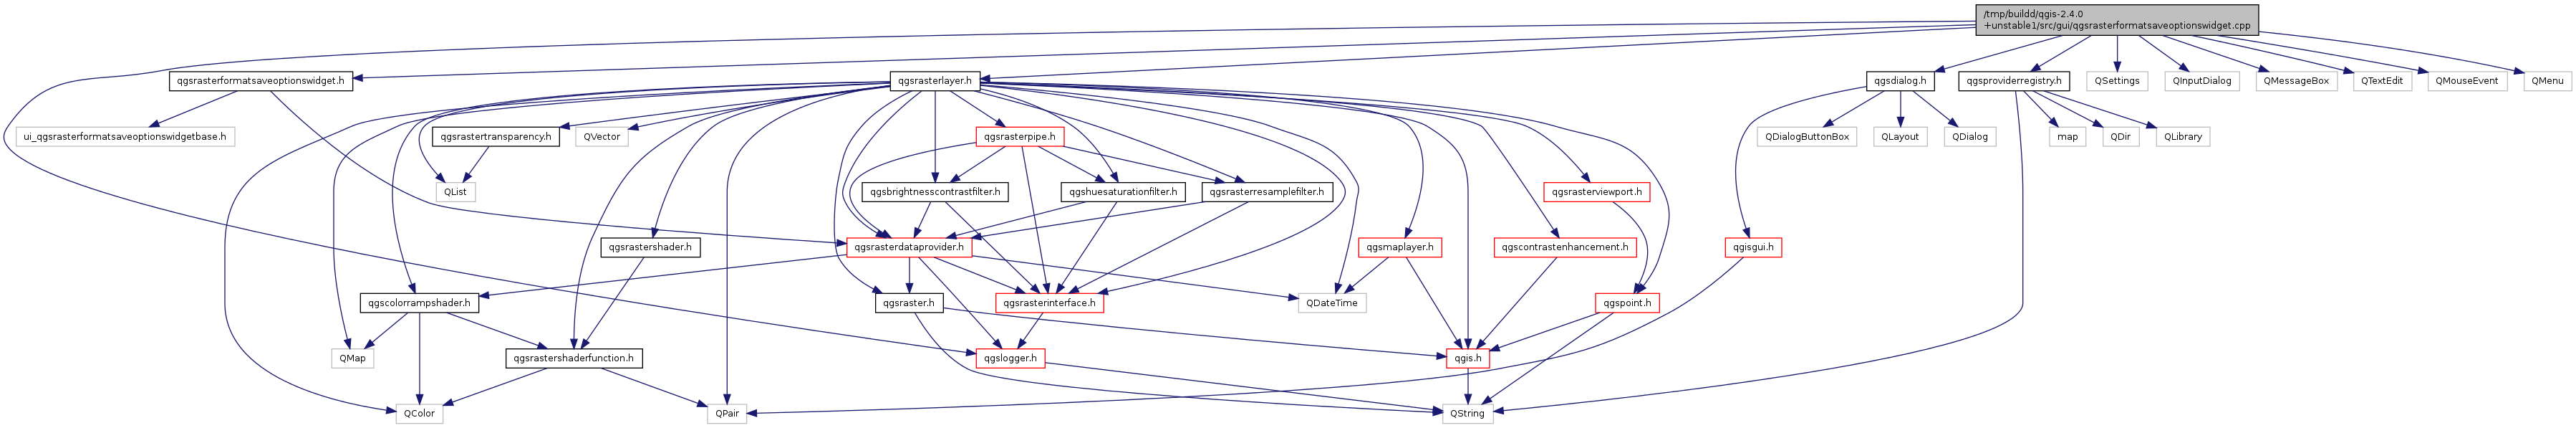 /tmp/buildd/qgis-2.4.0
+unstable1/src/gui/qgsrasterformatsaveoptionswidget.cpp
qgsrasterformatsaveoptionswidget.h
qgsrasterlayer.h
qgsdialog.h
qgsproviderregistry.h
QSettings
QInputDialog
QMessageBox
QTextEdit
QMouseEvent
QMenu
ui_qgsrasterformatsaveoptionswidgetbase.h
qgsrastertransparency.h
QVector
qgsrasterpipe.h
QDialogButtonBox
QLayout
QDialog
map
QDir
QLibrary
QList
qgsbrightnesscontrastfilter.h
qgshuesaturationfilter.h
qgsrasterresamplefilter.h
qgsrasterviewport.h
qgsrastershader.h
qgsrasterdataprovider.h
qgsmaplayer.h
qgscontrastenhancement.h
qgisgui.h
qgscolorrampshader.h
qgsraster.h
qgsrasterinterface.h
QDateTime
qgspoint.h
QMap
qgsrastershaderfunction.h
qgslogger.h
qgis.h
QColor
QPair
QString